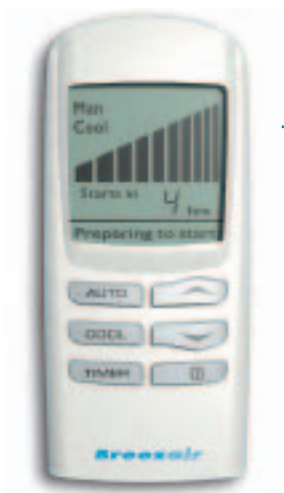 Man
Cool
Starts in 4 hrs
Preparing to start
AUTO
COOL
TIMER
Breezair